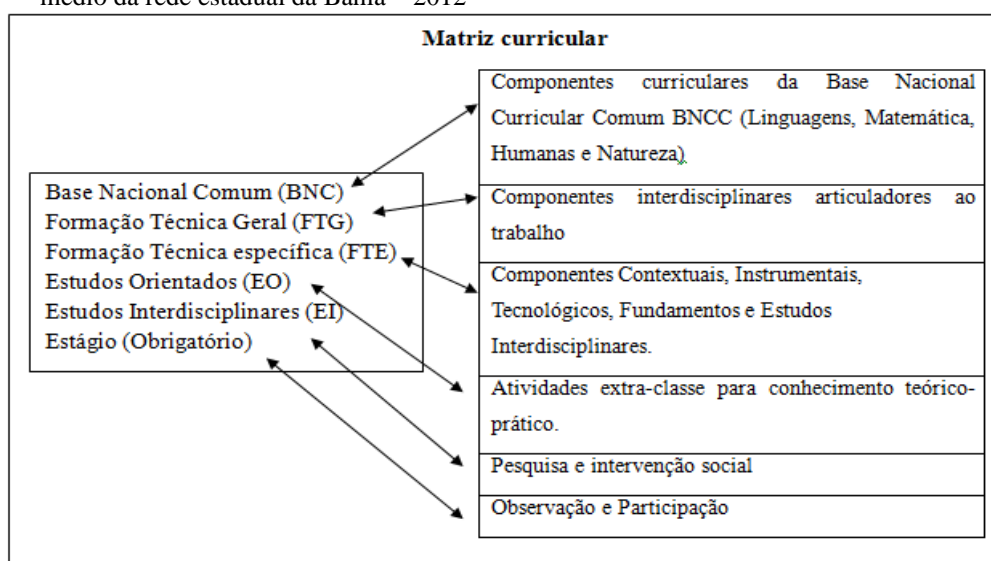 médio da rede estadual da Bahia – 2012
Matriz curricular
Base Nacional Comum (BNC)
Formação Técnica Geral (FTG)
Formação Técnica específica (FTE)
Estudos Orientados (EO)
Estudos Interdisciplinares (EI)
Estágio (Obrigatório)
Componentes curriculares da Base Nacional
Curricular Comum BNCC (Linguagens, Matemática,
Humanas e Natureza)
Componentes interdisciplinares articuladores ao
trabalho
Componentes Contextuais, Instrumentais,
Tecnológicos, Fundamentos e Estudos
Interdisciplinares.
Atividades extra-classe para conhecimento teórico-
prático.
Pesquisa e intervenção social
Observação e Participação